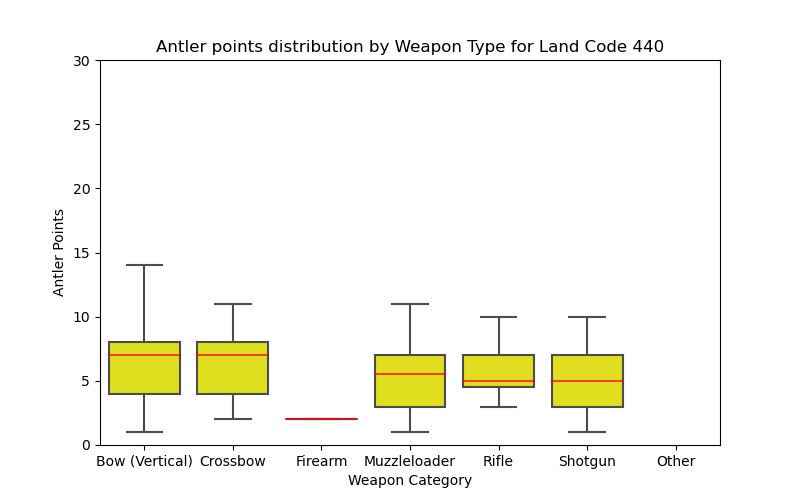 Antler points distribution by Weapon Type for Land Code 440
30
25
20
15
10
5
0
Antler Points
Bow (Vertical) Crossbow Firearm Muzzleloader Rifle Shotgun Other
Weapon Category